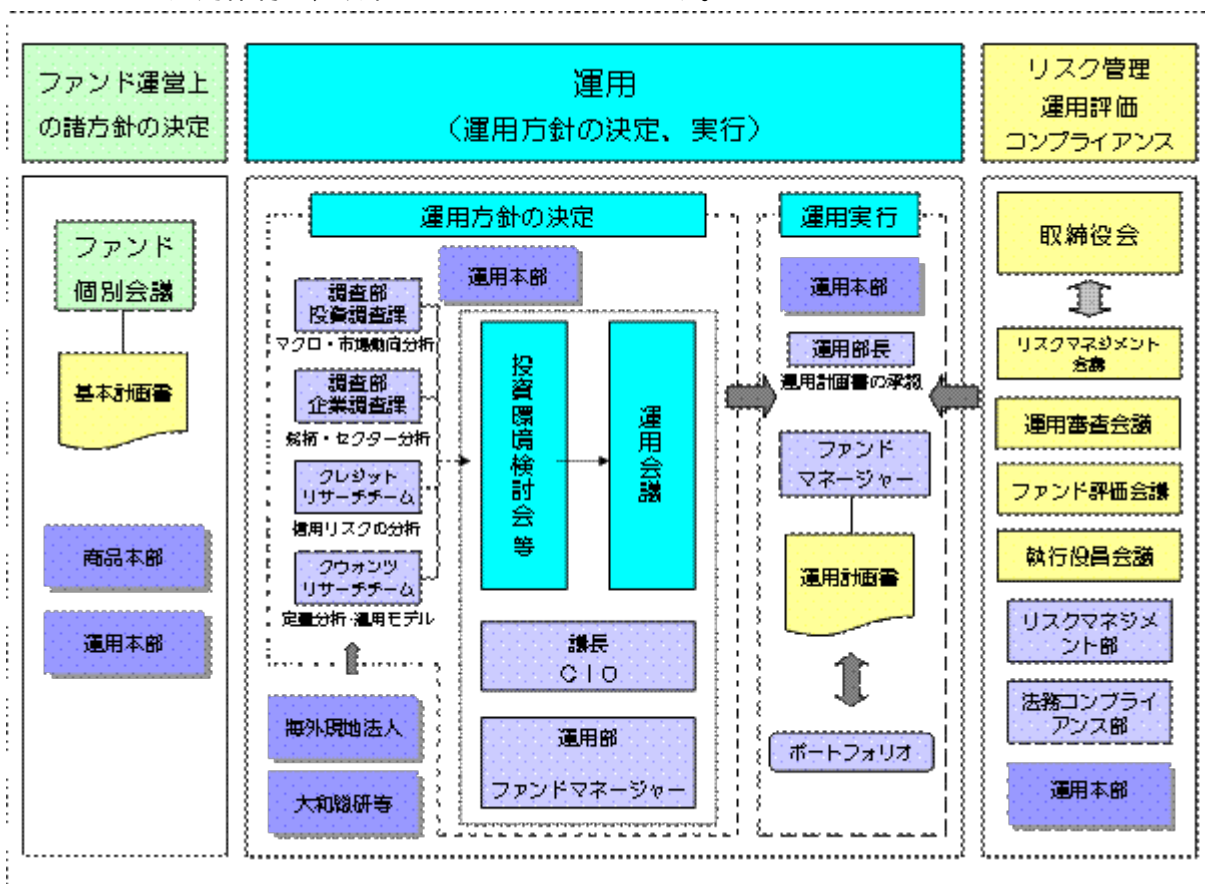 ファンド運営上
の諸方針の決定
運用
（運用方針の決定、実行）
リスク管理
運用評価
コンプライアンス
ファンド
個別会議
基本計画書
商品本部
運用本部
運用方針の決定
運用本部
調査部
投資調査課
マクロ・市場動向分析
調査部
企業調査課
銘柄・セクター分析
クレジット
リサーチチーム
信用リスクの分析
クウォンツ
リサーチチーム
定量分析・運用モデル
海外現地法人
大和総研等
投資環境検討会等
運用会議
議長
CIO
運用部
ファンドマネージャー
運用実行
運用本部
運用部長
運用計画書の承認
ファンド
マネージャー
運用計画書
ポートフォリオ
取締役会
リスクマネジメント
会議
運用審査会議
ファンド評価会議
執行役員会議
リスクマネジメ
ント部
法務コンプライ
アンス部
運用本部